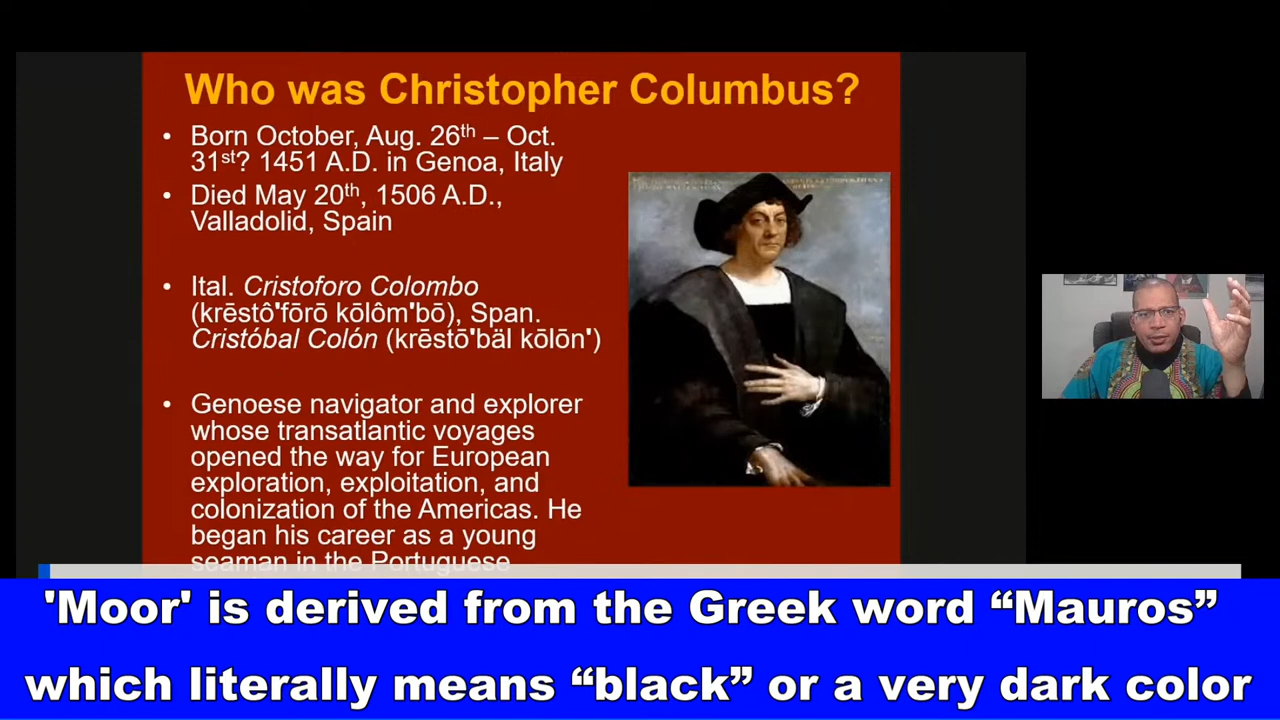 Who was Christopher Columbus?
• Born October, Aug. 26th – Oct.
31st? 1451 A.D. in Genoa, Italy
• Died May 20th, 1506 A.D.,
Valladolid, Spain
• Ital. Cristoforo Colombo
(krēstô'fōrō kōlôm'bō), Span.
Cristóbal Colón (krēstō'bäl kōlōn')
• Genoese navigator and explorer
whose transatlantic voyages
opened the way for European
exploration, exploitation, and
colonization of the Americas. He
began his career as a young
seaman in the Portuguese
'Moor' is derived from the Greek word “Mauros”
which literally means “black” or a very dark color